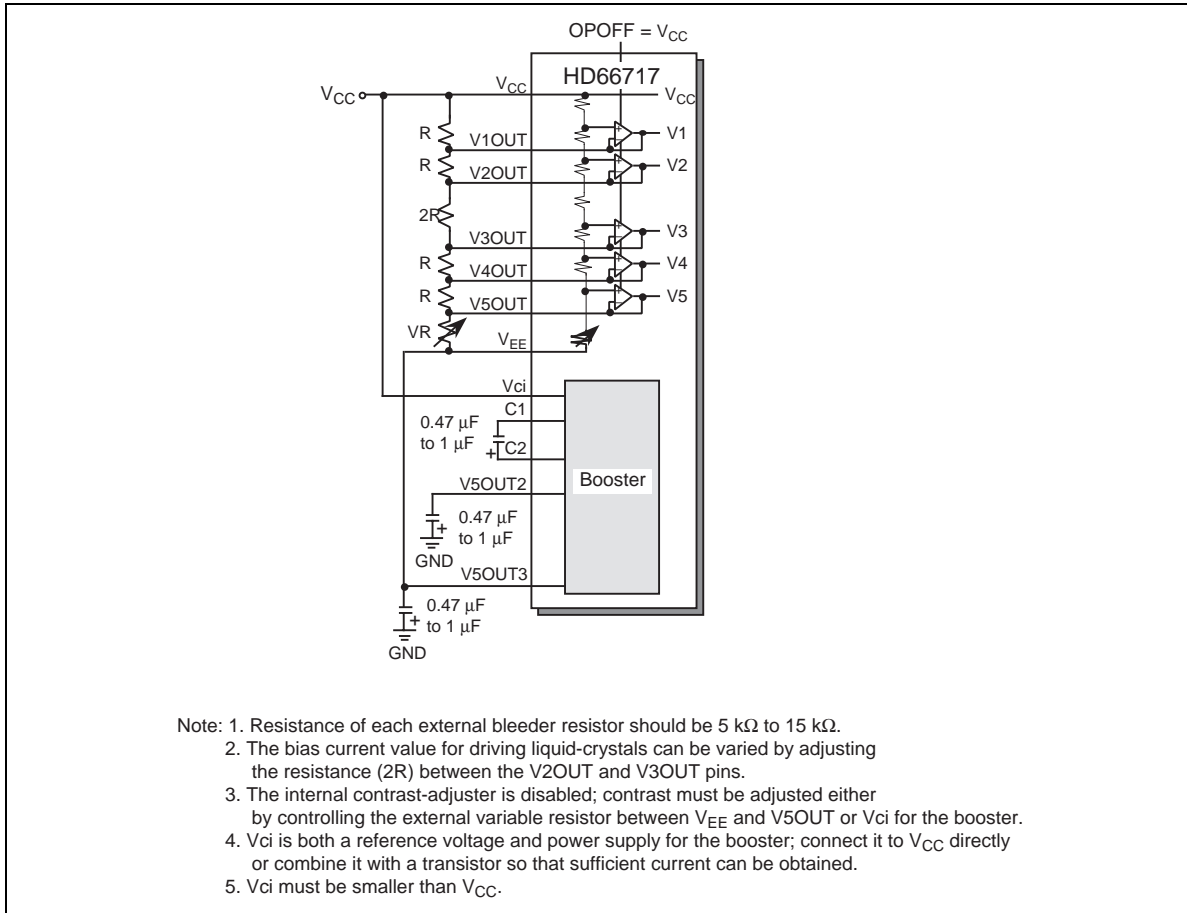 OPOFF = VCC
HD66717
VCC
VCC
VCC
R
V1OUT
V1
R
V2OUT
V2
2R
V3OUT
V3
R
V4OUT
V4
R
V5OUT
V5
VR
VEE
Vci
C1
0.47 µF
to 1 µF
+
C2
Booster
V5OUT2
0.47 µF
+
to 1 µF
GND
V5OUT3
0.47 µF
+
to 1 µF
GND
Note: 1. Resistance of each external bleeder resistor should be 5 kΩ to 15 kΩ.
2. The bias current value for driving liquid-crystals can be varied by adjusting
the resistance (2R) between the V2OUT and V3OUT pins.
3. The internal contrast-adjuster is disabled; contrast must be adjusted either
by controlling the external variable resistor between VEE and V5OUT or Vci for the booster.
4. Vci is both a reference voltage and power supply for the booster; connect it to VCC directly
or combine it with a transistor so that sufficient current can be obtained.
5. Vci must be smaller than VCC.